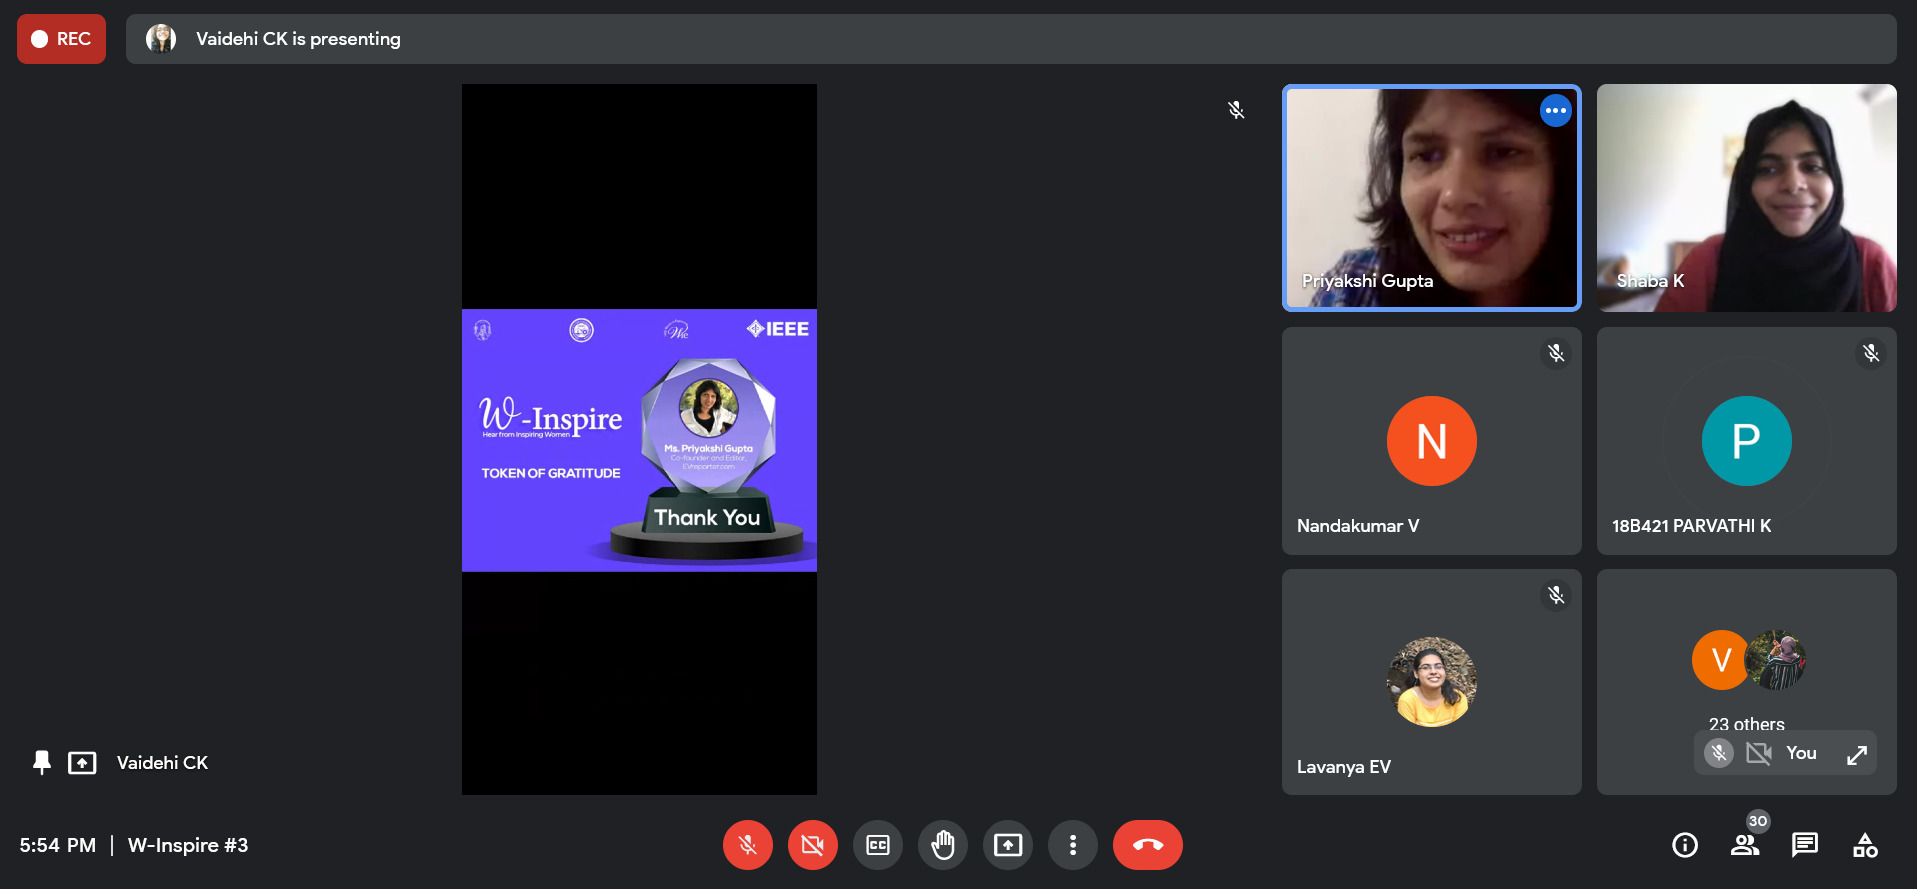 REC
Vaidehi CK is presenting
IEEE
WIE
W-Inspire
Hear from Inspiring Women
TOKEN OF GRATITUDE
Ms. Priyakshi Gupta
Co-founder and Editor,
EVreporter.com
Thank You
Priyakshi Gupta
Shaba K
N
Nandakumar V
P
18B421 PARVATHI K
Lavanya EV
V
23 others
You
Vaidehi CK
5:54 PM | W-Inspire #3
CC
30